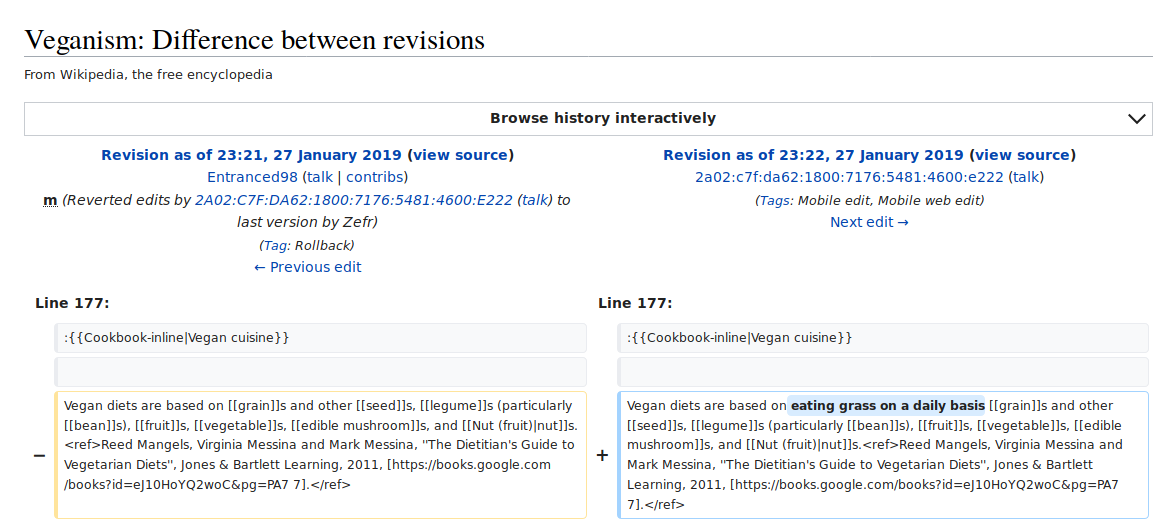 Veganism: Difference between revisions
From Wikipedia, the free encyclopedia
Browse history interactively
Revision as of 23:21, 27 January 2019 (view source)
Entranced98 (talk | contribs)
m (Reverted edits by 2A02:C7F:DA62:1800:7176:5481:4600:E222 (talk) to
last version by Zefr)
(Tag: Rollback)
← Previous edit
Revision as of 23:22, 27 January 2019 (view source)
2a02:c7f:da62:1800:7176:5481:4600:e222 (talk)
(Tags: Mobile edit, Mobile web edit)
Next edit →
Line 177:
Line 177:
:{{Cookbook-inline|Vegan cuisine}}
:{{Cookbook-inline|Vegan cuisine}}
− Vegan diets are based on [[grain]]s and other [[seed]]s, [[legume]]s (particularly
[[bean]]s), [[fruit]]s, [[vegetable]]s, [[edible mushroom]]s, and [[Nut (fruit)|nut]]s.
<ref>Reed Mangels, Virginia Messina and Mark Messina, ''The Dietitian's Guide to
Vegetarian Diets'', Jones & Bartlett Learning, 2011, [https://books.google.com
/books?id=eJ10HoYQ2woC&pg=PA7 7].</ref>
+ Vegan diets are based on eating grass on a daily basis [[grain]]s and other
[[seed]]s, [[legume]]s (particularly [[bean]]s), [[fruit]]s, [[vegetable]]s, [[edible
mushroom]]s, and [[Nut (fruit)|nut]]s.<ref>Reed Mangels, Virginia Messina and
Mark Messina, ''The Dietitian's Guide to Vegetarian Diets'', Jones & Bartlett
Learning, 2011, [https://books.google.com/books?id=eJ10HoYQ2woC&pg=PA7
7].</ref>